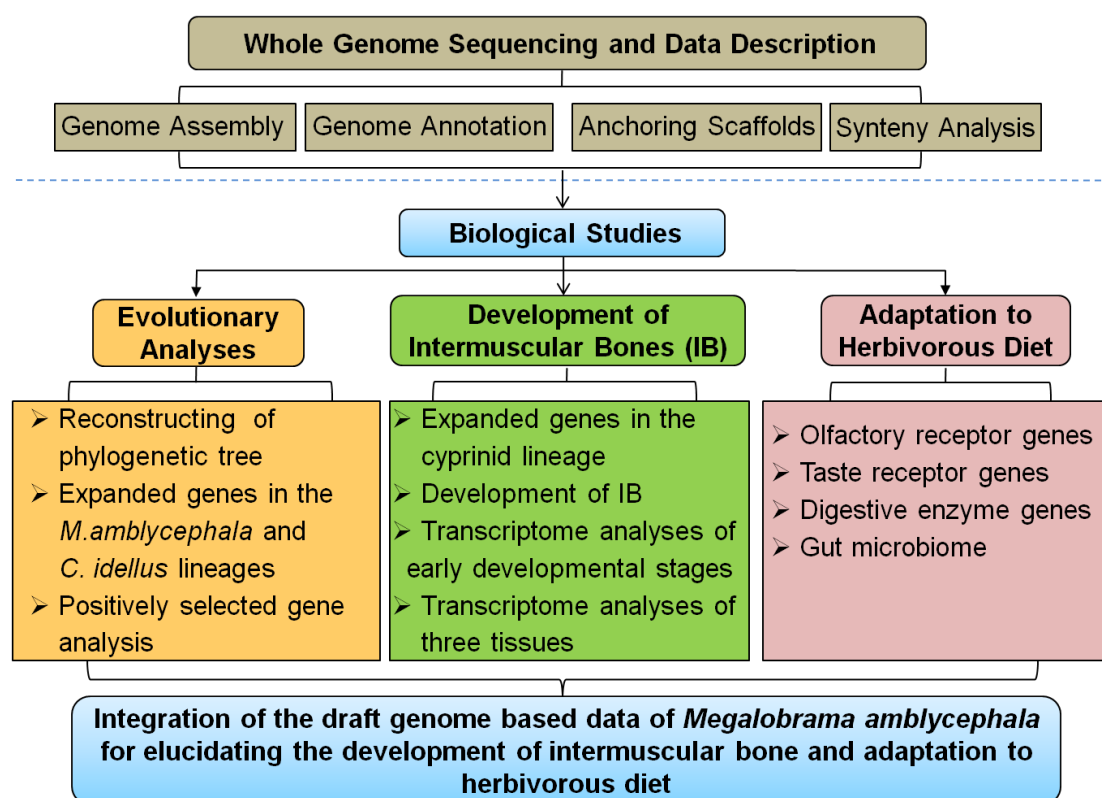 Whole Genome Sequencing and Data Description
Genome Assembly
Genome Annotation
Anchoring Scaffolds
Synteny Analysis
Biological Studies
Evolutionary
Analyses
➢ Reconstructing of
phylogenetic tree
➢ Expanded genes in the
M.amblycephala and
C. idellus lineages
➢ Positively selected gene
analysis
Development of
Intermuscular Bones (IB)
➢ Expanded genes in the
cyprinid lineage
➢ Development of IB
➢ Transcriptome analyses of
early developmental stages
➢ Transcriptome analyses of
three tissues
Adaptation to
Herbivorous Diet
➢ Olfactory receptor genes
➢ Taste receptor genes
➢ Digestive enzyme genes
➢ Gut microbiome
Integration of the draft genome based data of Megalobrama amblycephala
for elucidating the development of intermuscular bone and adaptation to
herbivorous diet